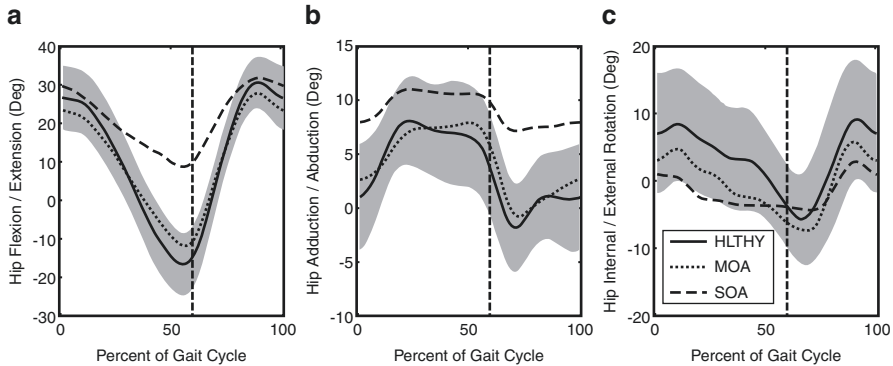 a
Hip Flexion / Extension (Deg)
40
30
20
10
0
-10
-20
-30
0
50
100
Percent of Gait Cycle
b
Hip Adduction / Abduction (Deg)
15
10
5
0
-5
-10
0
50
100
Percent of Gait Cycle
c
Hip Internal / External Rotation (Deg)
20
10
0
-10
-20
0
50
100
Percent of Gait Cycle
HLTHY
MOA
SOA